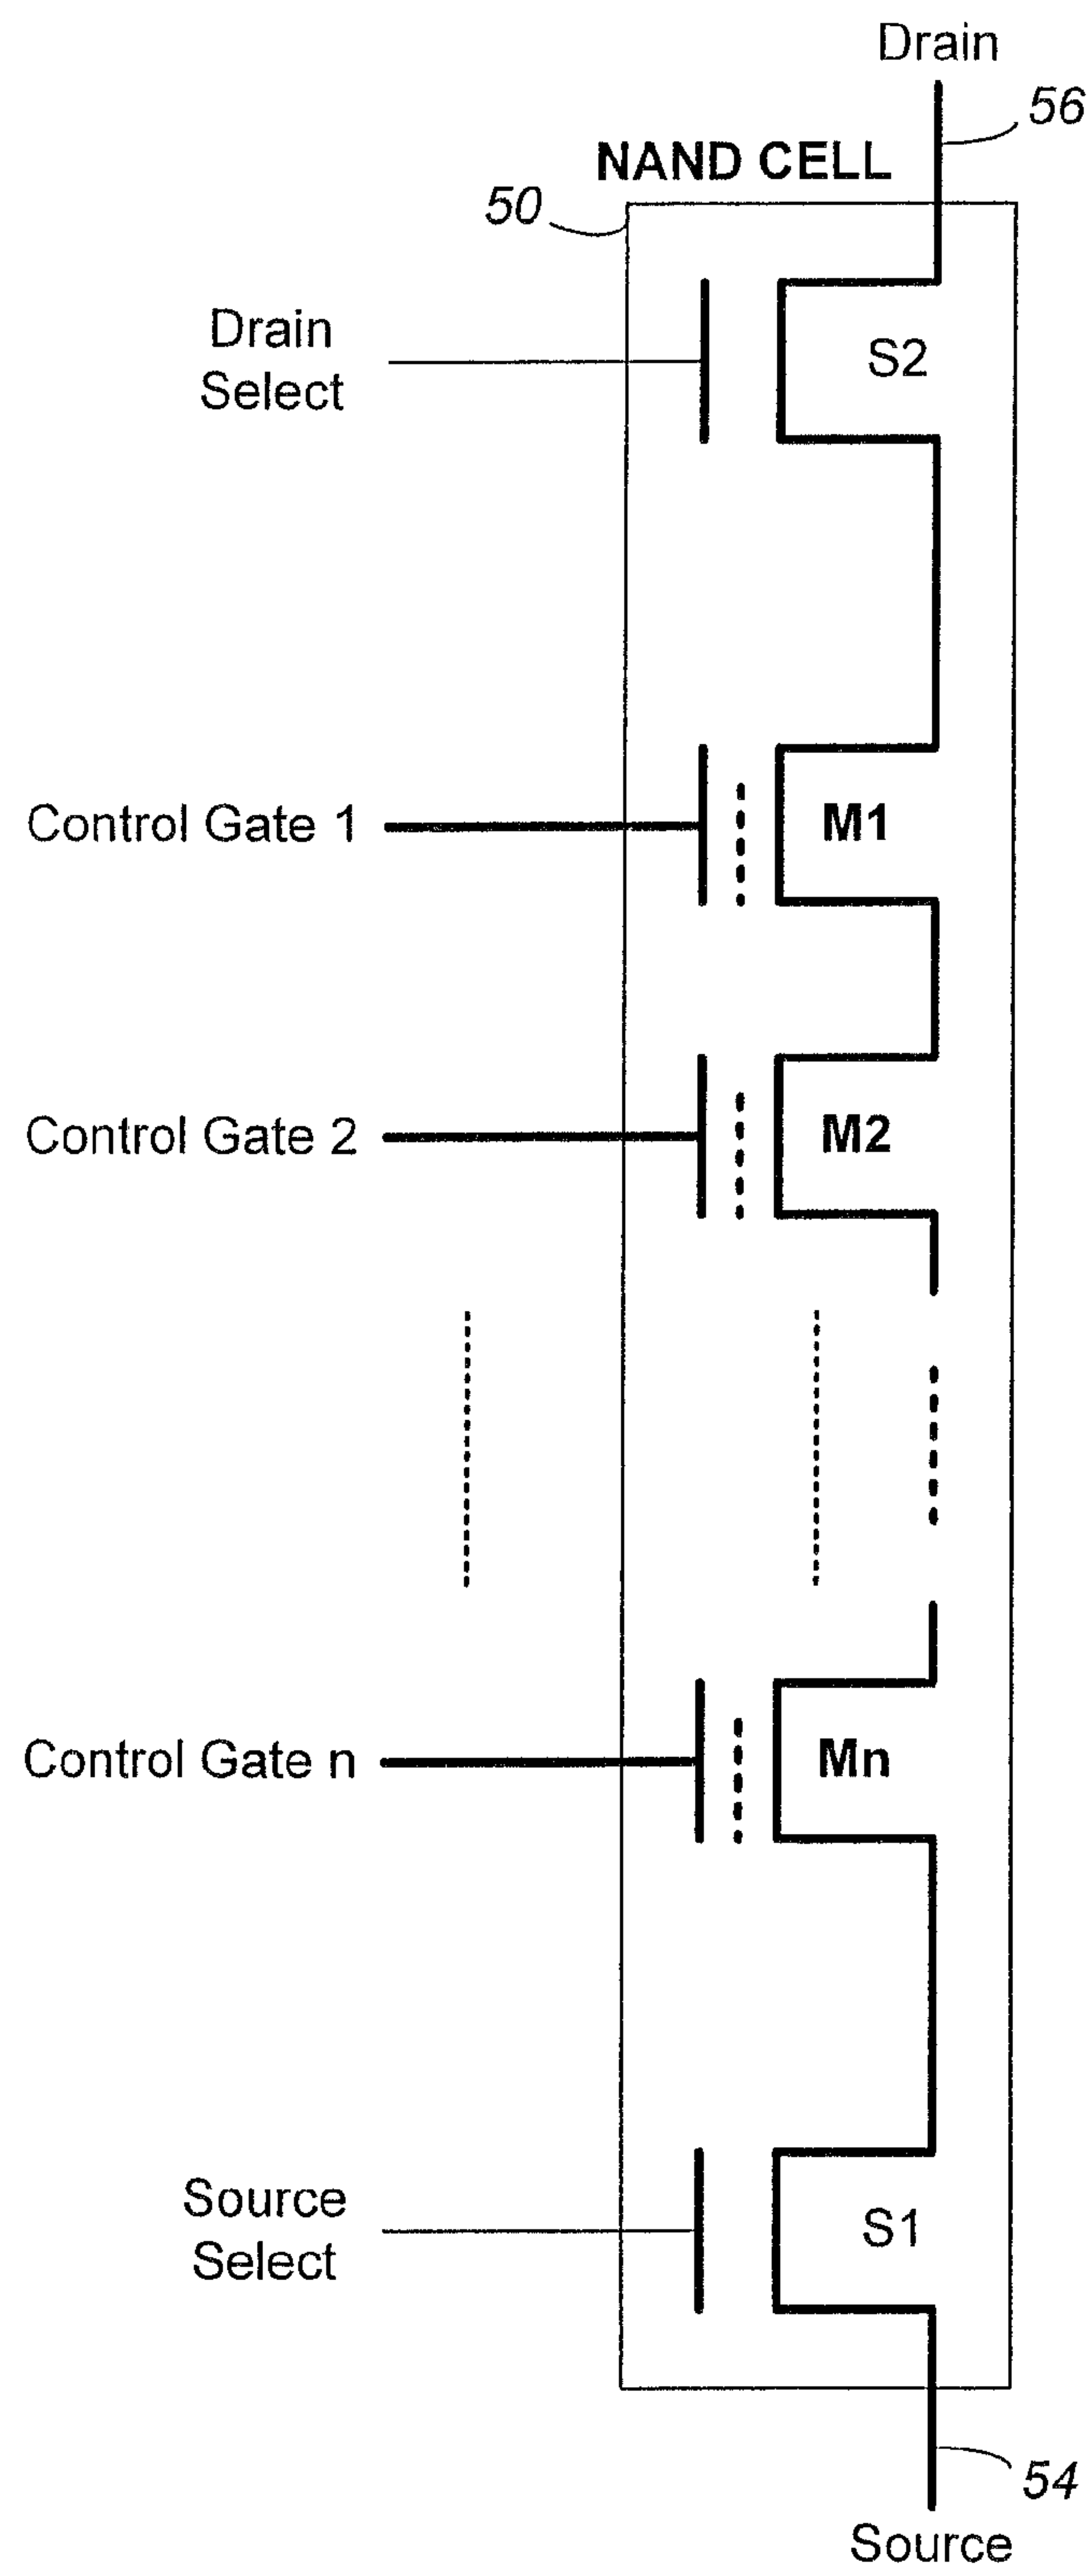 Drain
56
NAND CELL
50
Drain
Select
S2
Control Gate 1
M1
Control Gate 2
M2
Control Gate n
Mn
Source
Select
S1
54
Source